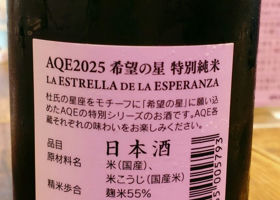 AQE2025 希望の星 特別純米
LA ESTRELLA DE LA ESPERANZA
杜氏の星座をモチーフに「希望の星」に願い込
めたAQEの特別シリーズのお酒です。AQE各
蔵それぞれの味わいをお楽しみください。
品目 日本酒
原材料名 米(国産)、
米こうじ(国産米)
精米歩合 麹米55%
35005793